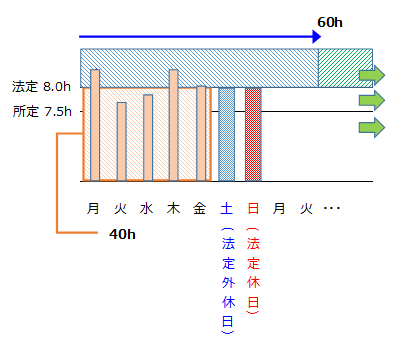 60h
法定 8.0h
所定 7.5h
月 火 水 木 金 土 日 月 火 ･･･
40h
(法定外休日)
(法定休日)